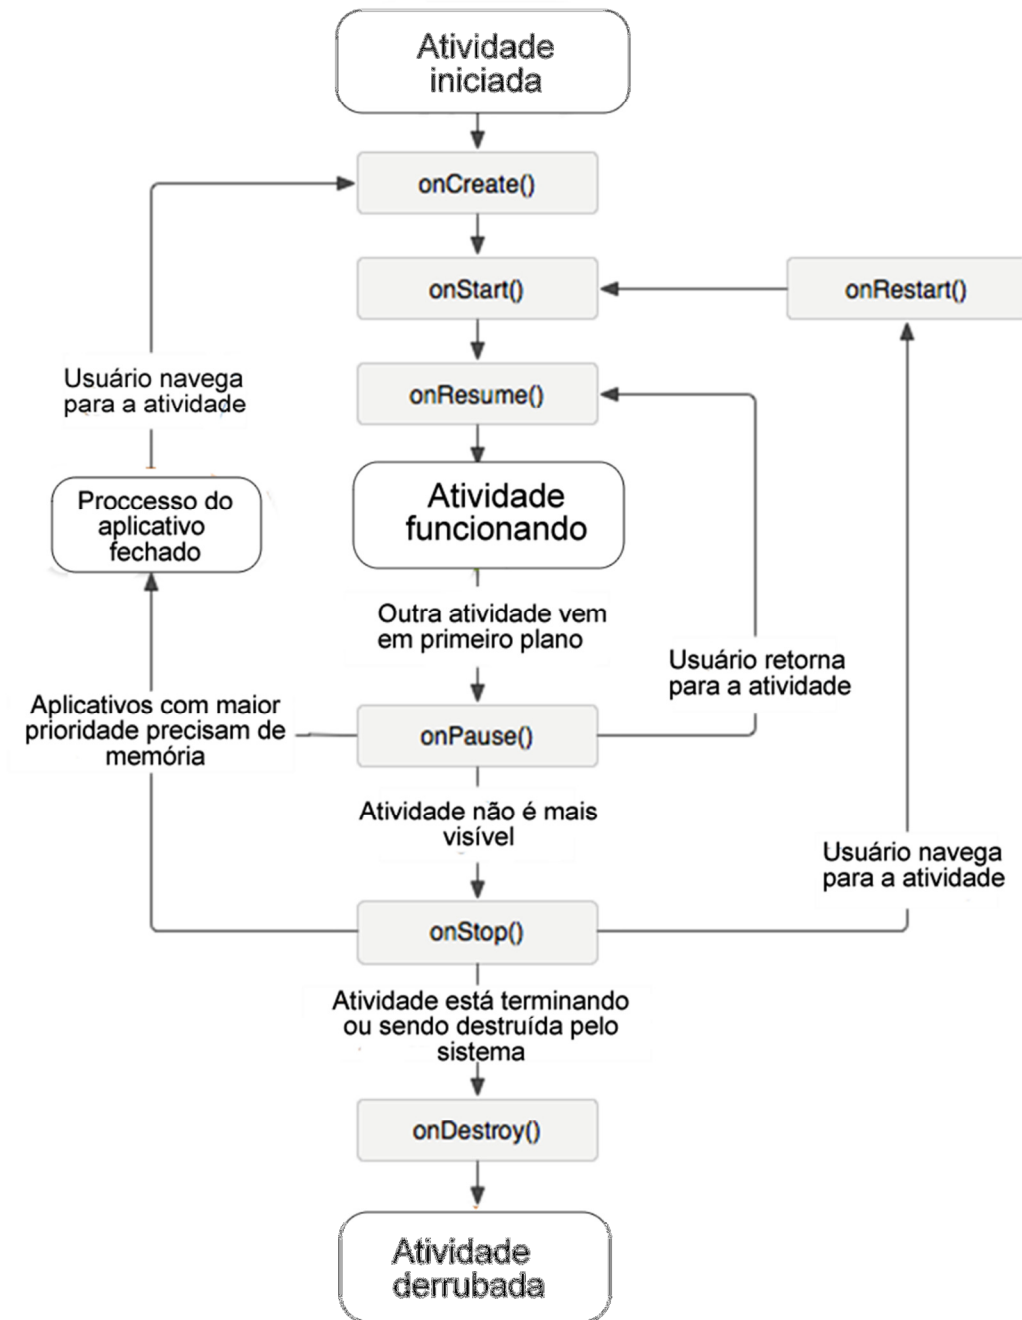 Atividade
iniciada
onCreate()
onStart()
onRestart()
onResume()
Usuário navega
para a atividade
Proccesso do
aplicativo
fechado
Atividade
funcionando
Outra atividade vem
em primeiro plano
Usuário retorna
para a atividade
Aplicativos com maior
prioridade precisam de
memória
onPause()
Atividade não é mais
visível
Usuário navega
para a atividade
onStop()
Atividade está terminando
ou sendo destruída pelo
sistema
onDestroy()
Atividade
derrubada